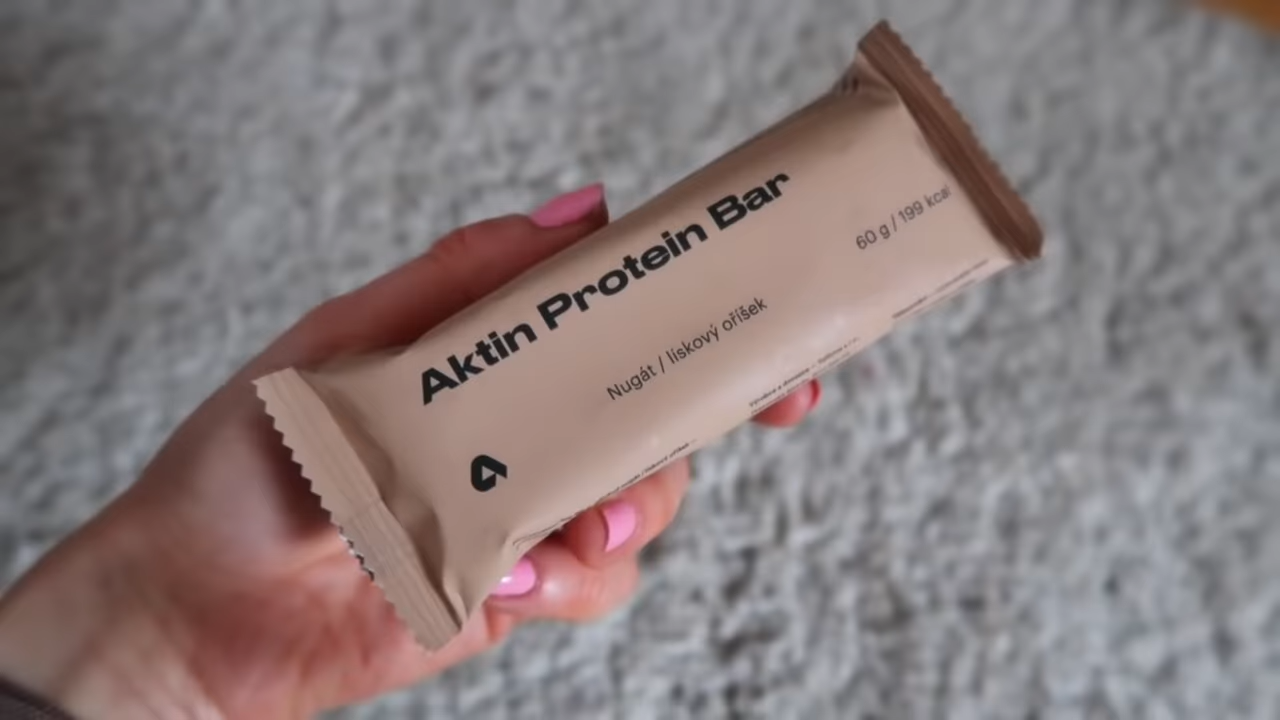 Aktin Protein Bar
60 g / 199 kcal
Nugát / lískový oříšek